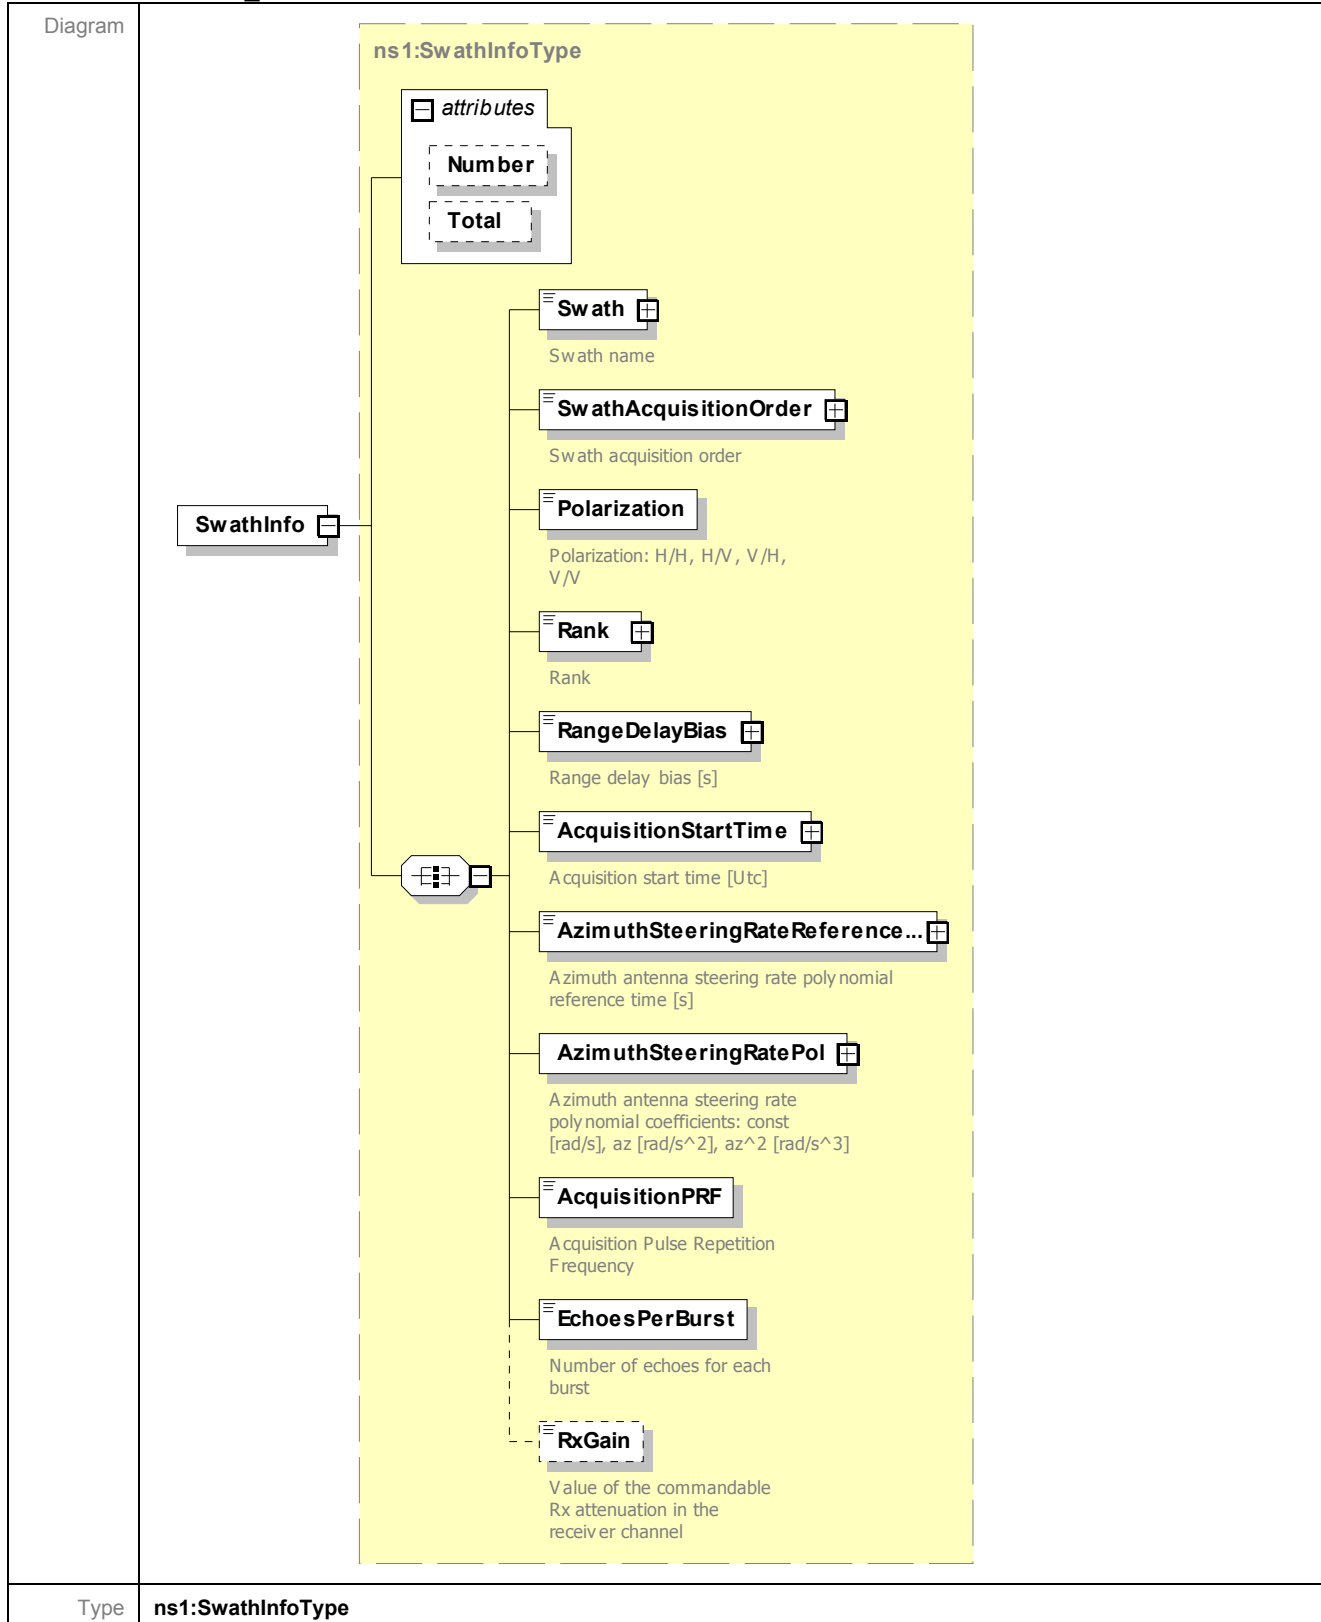 Diagram
ns1:SwathInfoType
attributes
Number
Total
Swath
Swath name
SwathAcquisitionOrder
Swath acquisition order
Polarization
Polarization: H/H, H/V, V/H,
V/V
SwathInfo
Rank
Rank
RangeDelayBias
Range delay bias [s]
AcquisitionStartTime
Acquisition start time [Utc]
AzimuthSteeringRateReference...
Azimuth antenna steering rate polynomial
reference time [s]
AzimuthSteeringRatePol
Azimuth antenna steering rate
polynomial coefficients: const
[rad/s], az [rad/s^2], az^2 [rad/s^3]
AcquisitionPRF
Acquisition Pulse Repetition
Frequency
EchoesPerBurst
Number of echoes for each
burst
RxGain
Value of the commandable
Rx attenuation in the
receiver channel
Type ns1:SwathInfoType